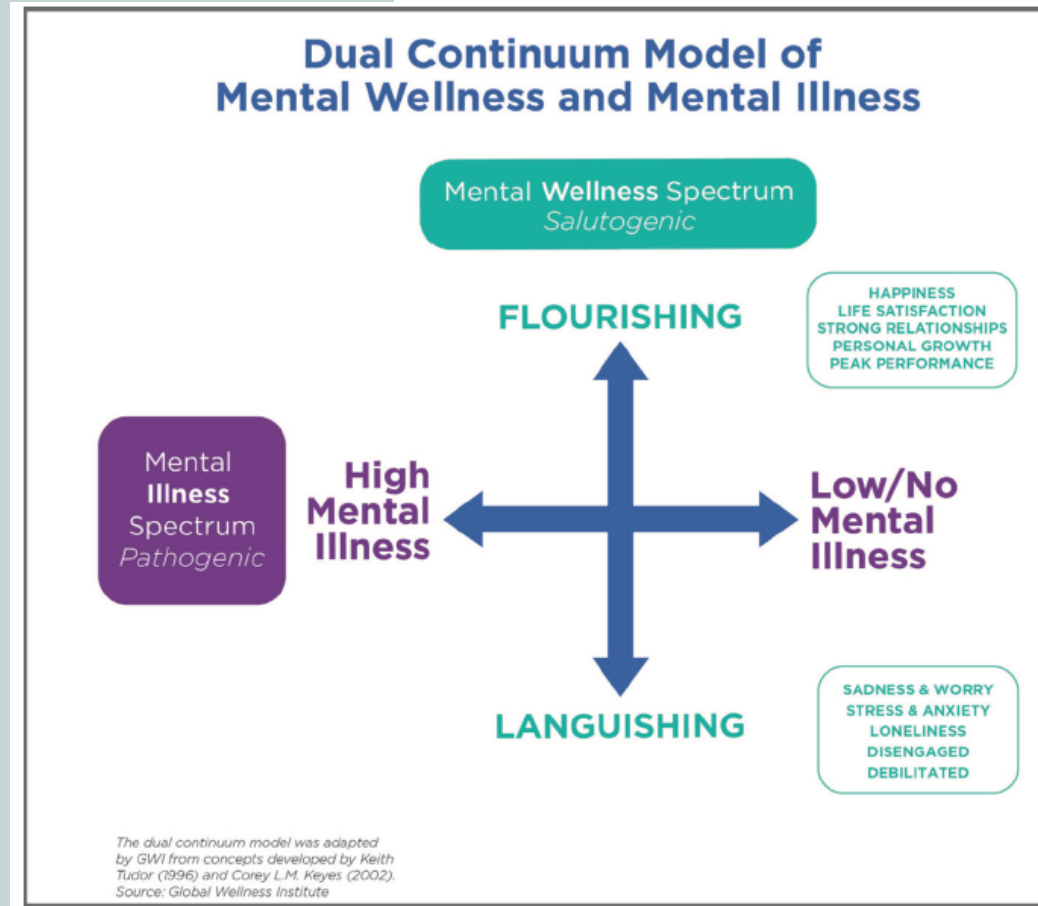 Dual Continuum Model of
Mental Wellness and Mental Illness
Mental Wellness Spectrum
Salutogenic
FLOURISHING
HAPPINESS
LIFE SATISFACTION
STRONG RELATIONSHIPS
PERSONAL GROWTH
PEAK PERFORMANCE
Mental
Illness
Spectrum
Pathogenic
High
Mental
Illness
Low/No
Mental
Illness
LANGUISHING
SADNESS & WORRY
STRESS & ANXIETY
LONELINESS
DISENGAGED
DEBILITATED
The dual continuum model was adapted
by GWI from concepts developed by Keith
Tudor (1996) and Corey L.M. Keyes (2002).
Source: Global Wellness Institute